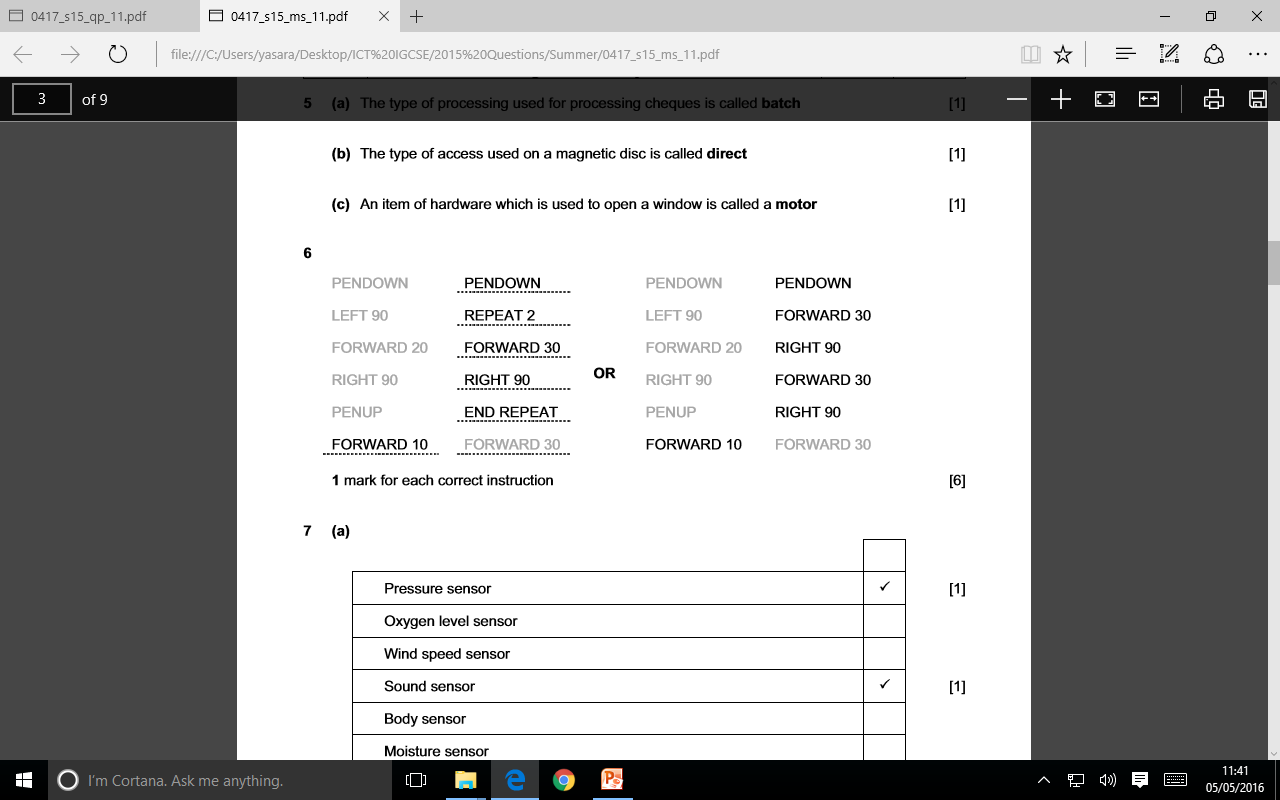 0417_s15_qp_11.pdf 0417_s15_ms_11.pdf
file:///C:/Users/yasara/Desktop/ICT%20IGCSE/2015%20Questions/Summer/0417_s15_ms_11.pdf
3 of 9
5 (a) The type of processing used for processing cheques is called batch [1]
(b) The type of access used on a magnetic disc is called direct [1]
(c) An item of hardware which is used to open a window is called a motor [1]
6
PENDOWN PENDOWN PENDOWN PENDOWN
LEFT 90 REPEAT 2 LEFT 90 FORWARD 30
FORWARD 20 FORWARD 30 FORWARD 20 RIGHT 90
OR
RIGHT 90 RIGHT 90 RIGHT 90 FORWARD 30
PENUP END REPEAT PENUP RIGHT 90
FORWARD 10 FORWARD 30 FORWARD 10 FORWARD 30
1 mark for each correct instruction [6]
7 (a)
Pressure sensor ✓ [1]
Oxygen level sensor
Wind speed sensor
Sound sensor ✓ [1]
Body sensor
Moisture sensor
I'm Cortana. Ask me anything.
11:41
05/05/2016